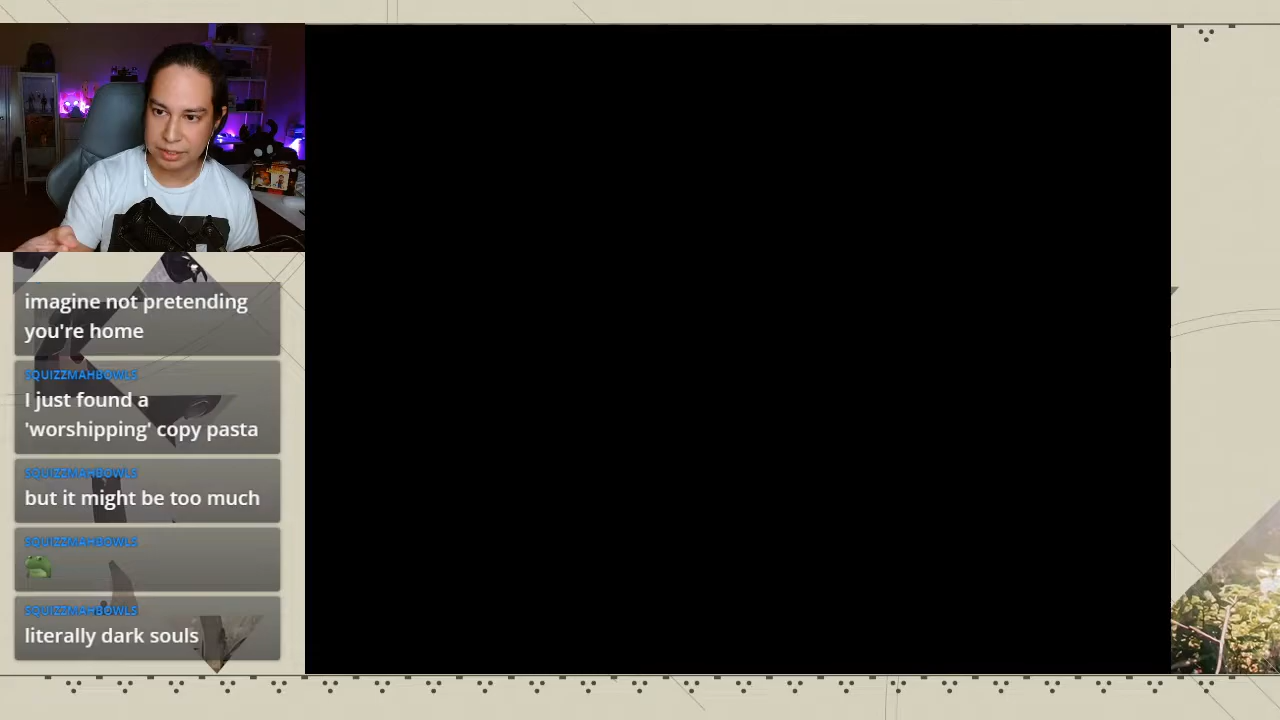 imagine not pretending
you're home
SQUIZZMAHBOWLS
I just found a
'worshipping' copy pasta
SQUIZZMAHBOWLS
but it might be too much
SQUIZZMAHBOWLS
SQUIZZMAHBOWLS
literally dark souls